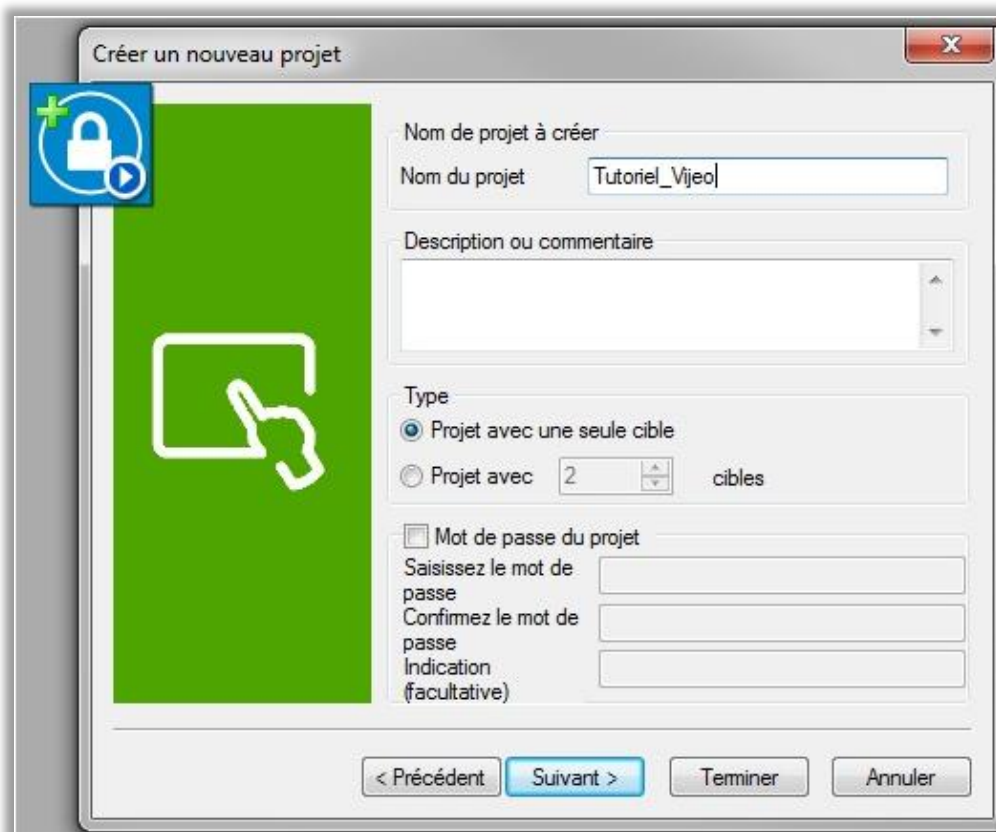 Créer un nouveau projet
Nom de projet à créer
Nom du projet Tutoriel_Vijeo
Description ou commentaire
Type
Projet avec une seule cible
Projet avec 2 cibles
Mot de passe du projet
Saisissez le mot de
passe
Confirmez le mot de
passe
Indication
(facultative)
< Précédent Suivant > Terminer Annuler